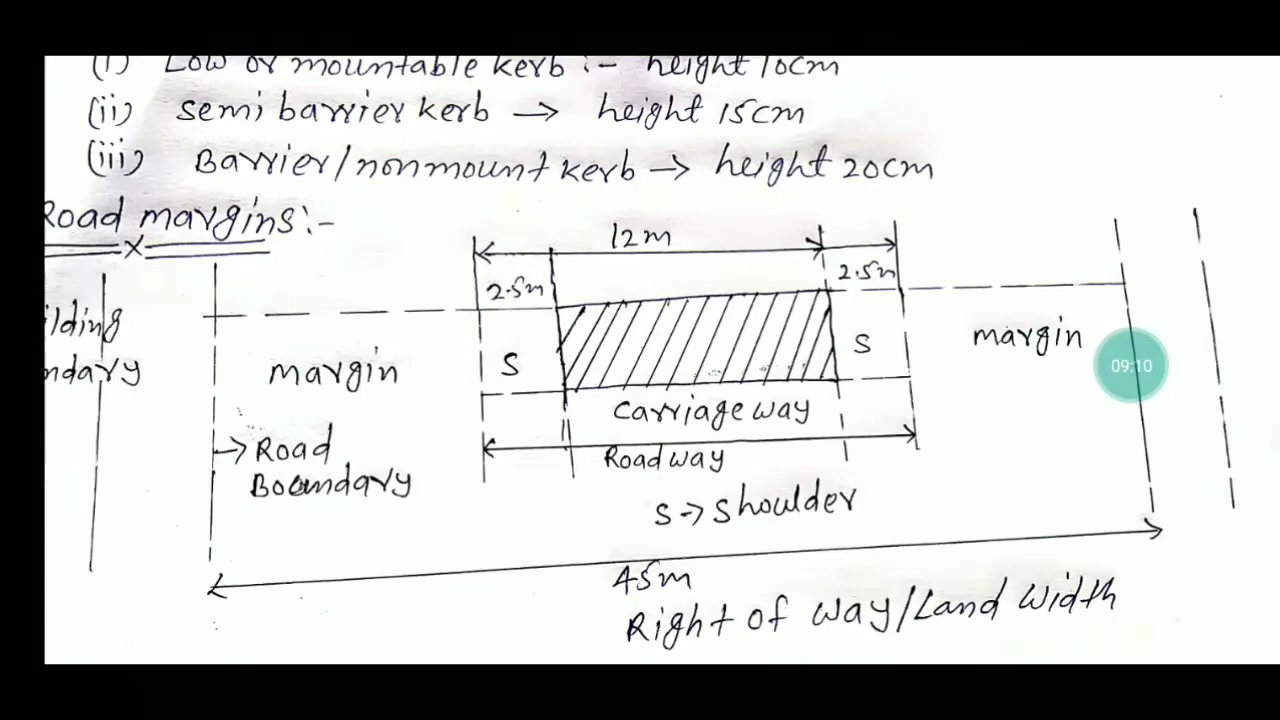 (i) Low or mountable kerb :- height 10cm
(ii) semi barrier kerb → height 15cm
(iii) Barrier/nonmount kerb → height 20cm
Road margins:-
12m
2.5m
2.5m
ilding
ndary
margin
S
S
margin
09:10
carriage way
→ Road
Boundary
Road way
S → shoulder
45m
Right of way/Land width